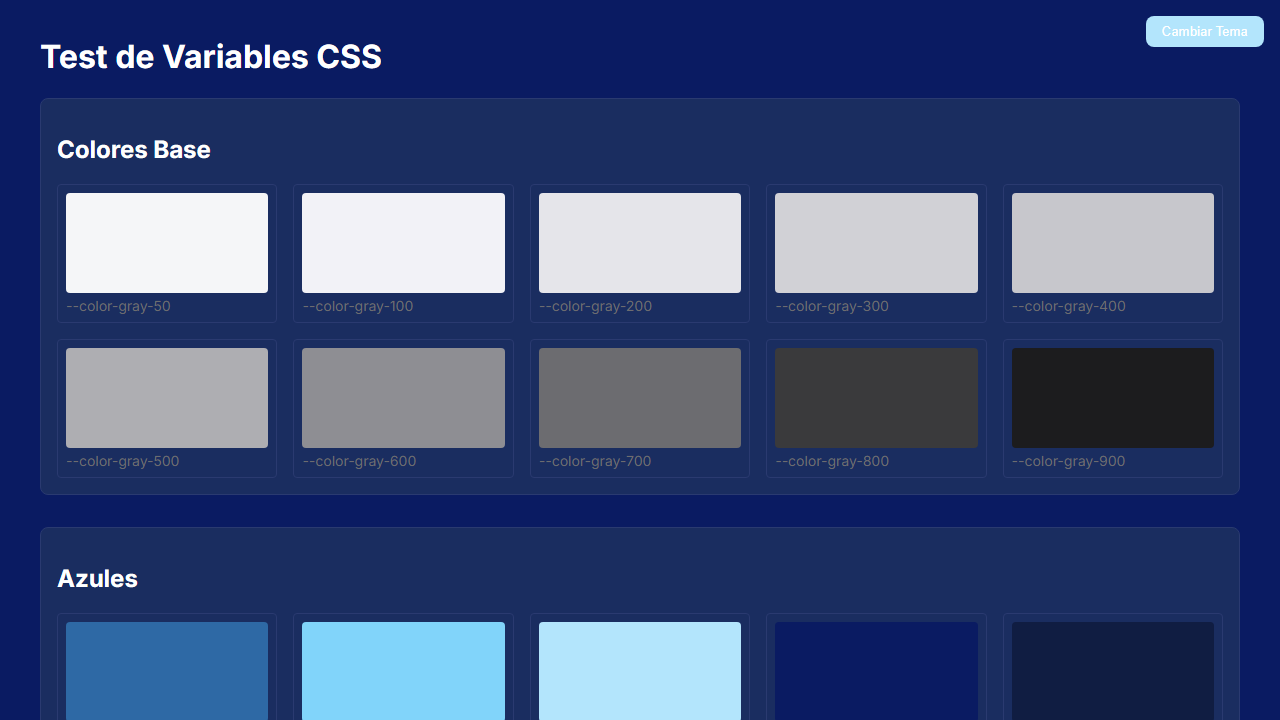 Cambiar Tema
Test de Variables CSS
Colores Base
--color-gray-50
--color-gray-100
--color-gray-200
--color-gray-300
--color-gray-400
--color-gray-500
--color-gray-600
--color-gray-700
--color-gray-800
--color-gray-900
Azules